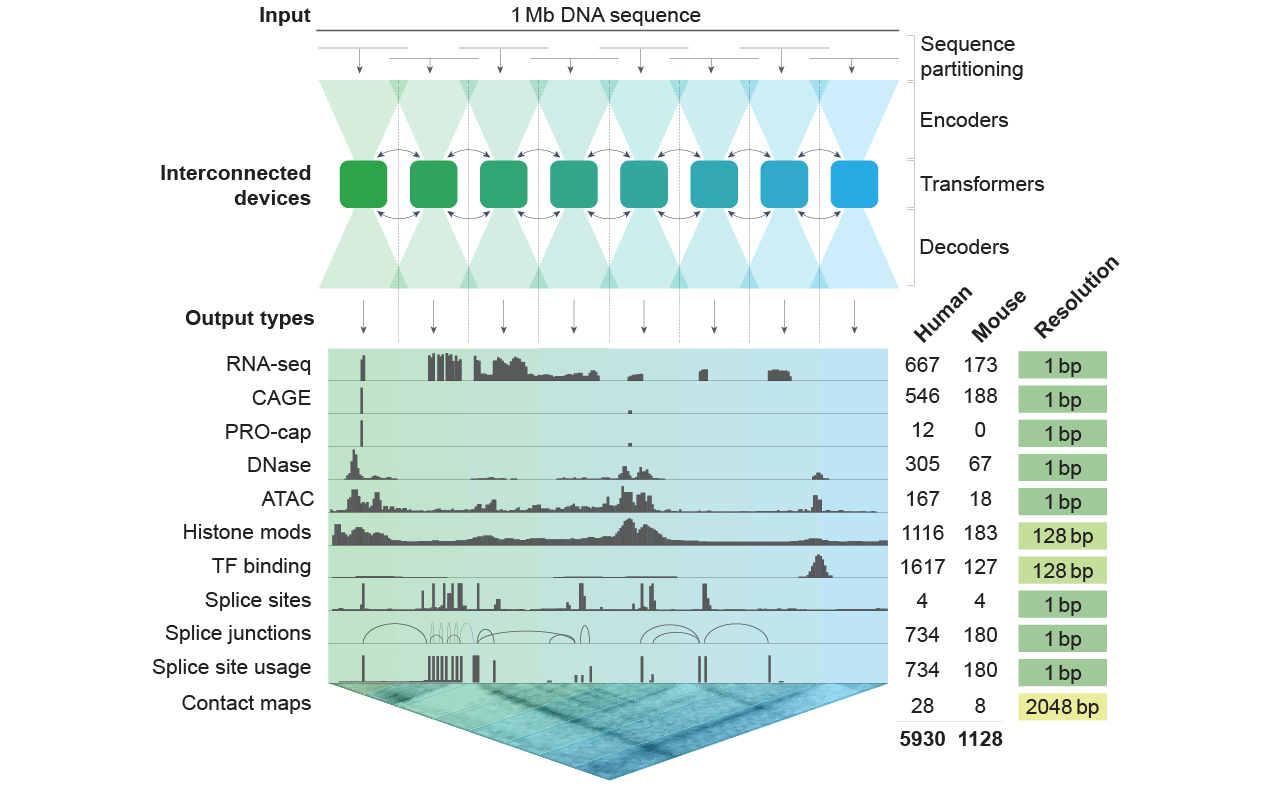 Input
1 Mb DNA sequence
Sequence
partitioning
Encoders
Interconnected
devices
Transformers
Decoders
Output types
Human
Mouse
Resolution
RNA-seq 667 173 1 bp
CAGE 546 188 1 bp
PRO-cap 12 0 1 bp
DNase 305 67 1 bp
ATAC 167 18 1 bp
Histone mods 1116 183 128 bp
TF binding 1617 127 128 bp
Splice sites 4 4 1 bp
Splice junctions 734 180 1 bp
Splice site usage 734 180 1 bp
Contact maps 28 8 2048 bp
5930 1128